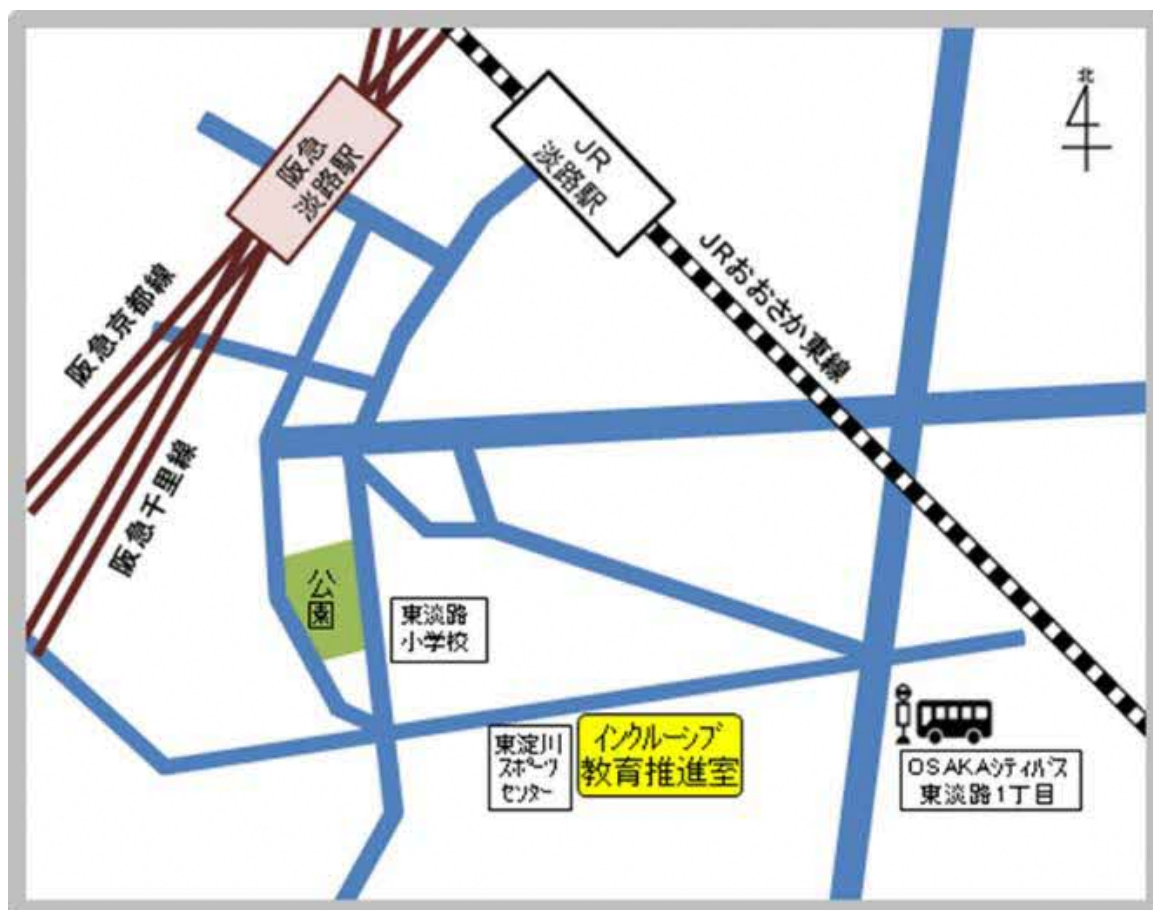 北
阪急
淡路駅
JR
淡路駅
JRおおさか東線
阪急京都線
阪急千里線
公園
東淡路
小学校
東淀川
スポーツ
センター
インクルーシブ
教育推進室
OSAKAシティバス
東淡路1丁目